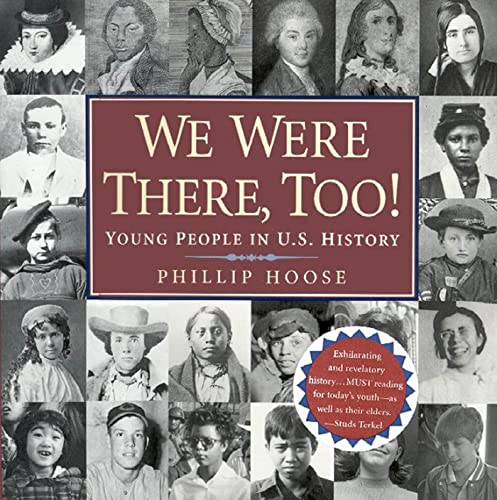 WE WERE
THERE, TOO!
YOUNG PEOPLE IN U.S. HISTORY
PHILLIP HOOSE
Exhilarating
and revelatory
history...MUST reading
for today's youth—as
well as their elders.
—Studs Terkel